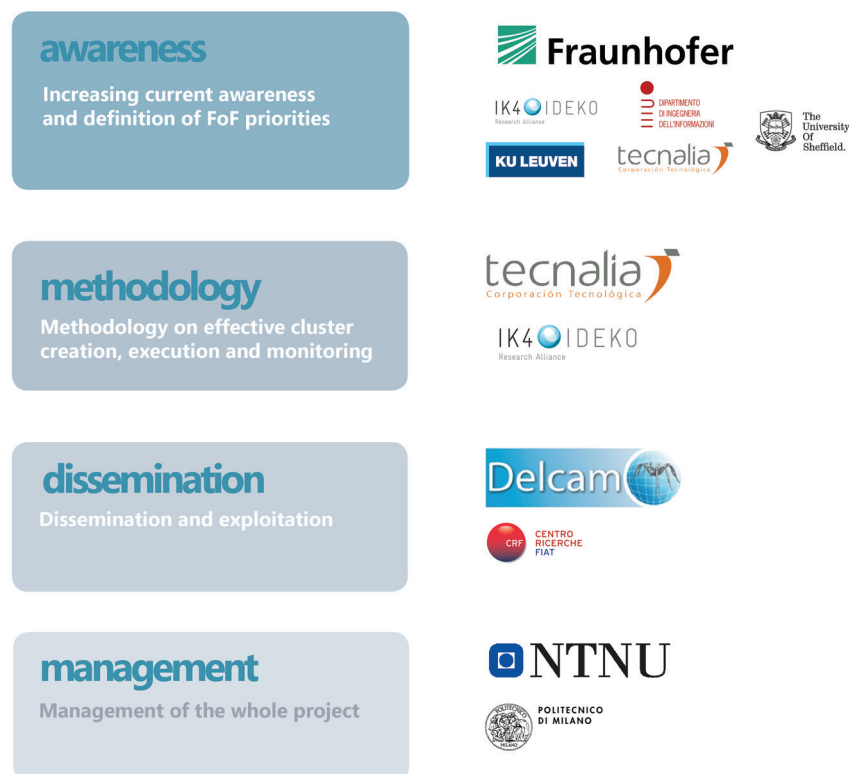 awareness
Increasing current awareness
and definition of FoF priorities
Fraunhofer
IK4 IDEKO
Research Alliance
DIPARTIMENTO
DI INGEGNERIA
DELL'INFORMAZIONI
The
University
Of
Sheffield.
KU LEUVEN
tecnalia
Corporación Tecnológica
methodology
Methodology on effective cluster
creation, execution and monitoring
tecnalia
Corporación Tecnológica
IK4 IDEKO
Research Alliance
dissemination
Dissemination and exploitation
Delcam
CRF
CENTRO
RICERCHE
FIAT
management
Management of the whole project
NTNU
POLITECNICO
MILANO
POLITECNICO
DI MILANO